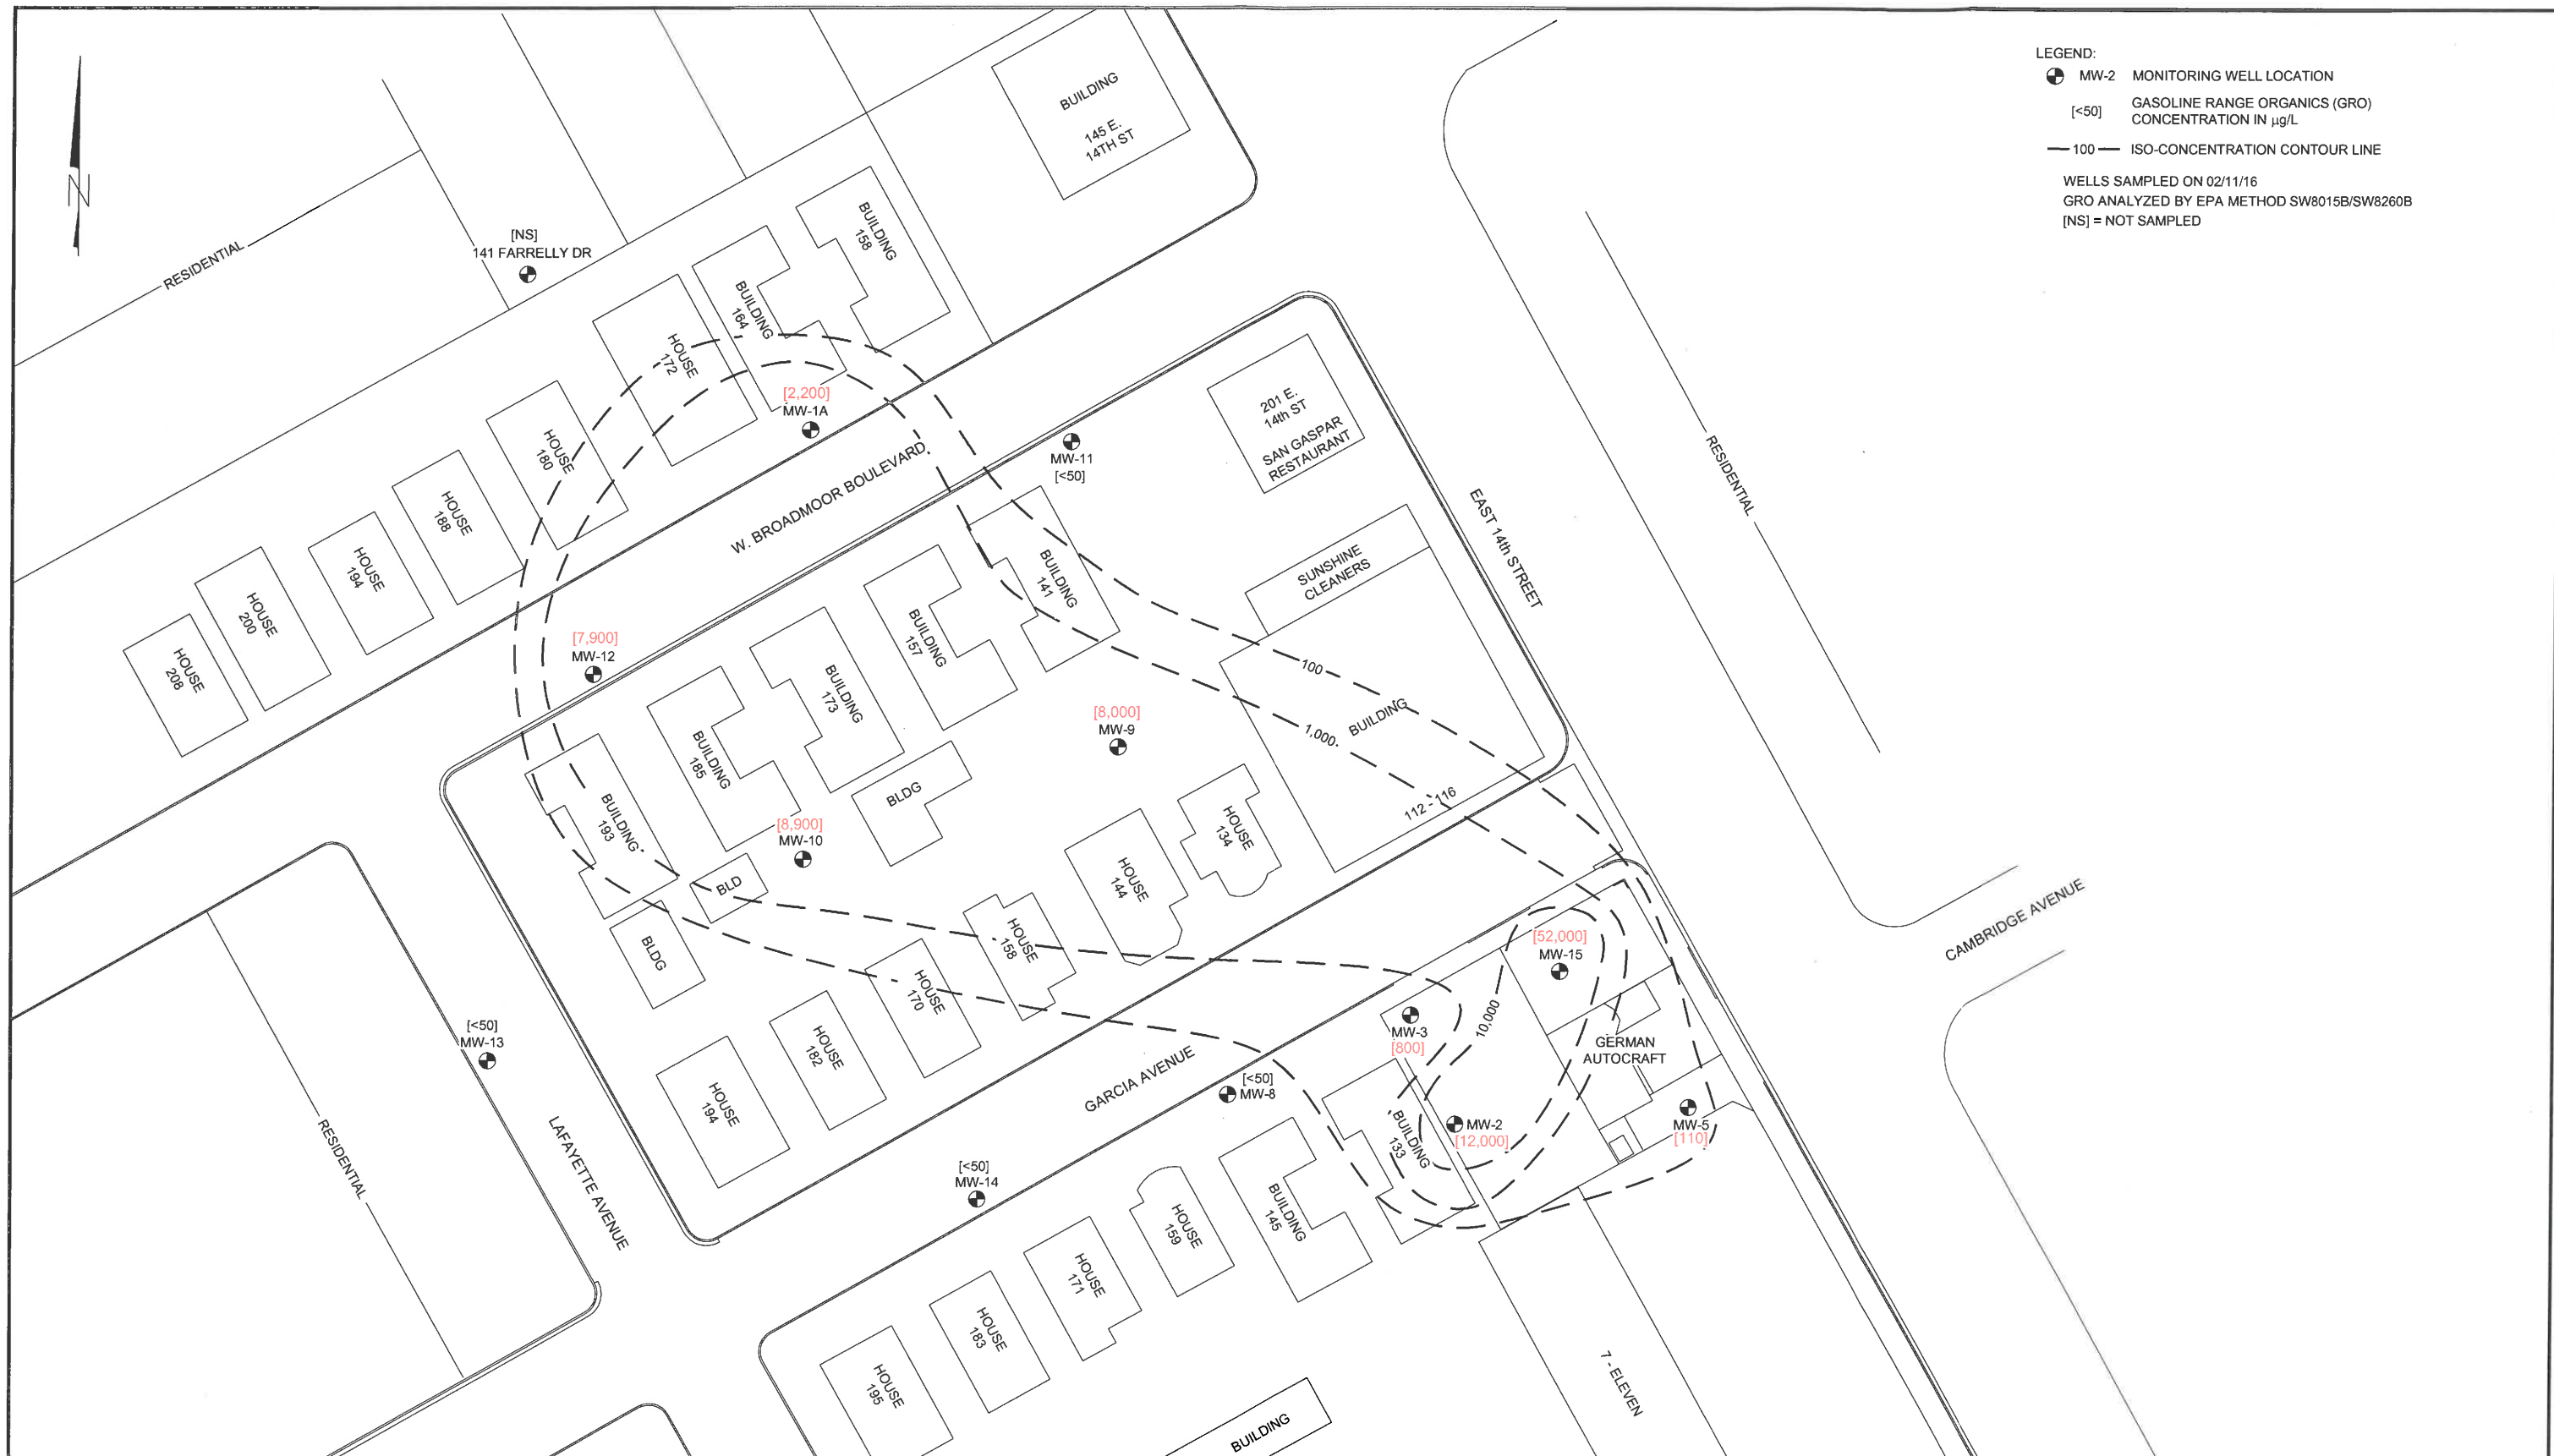 LEGEND:
MW-2 MONITORING WELL LOCATION
[<50] GASOLINE RANGE ORGANICS (GRO)
CONCENTRATION IN µg/L
100 ISO-CONCENTRATION CONTOUR LINE
WELLS SAMPLED ON 02/11/16
GRO ANALYZED BY EPA METHOD SW8015B/SW8260B
[NS] = NOT SAMPLED
N
BUILDING
145 E.
14TH ST
RESIDENTIAL
[NS]
141 FARRELLY DR
BUILDING
158
BUILDING
164
HOUSE
172
[2,200]
MW-1A
HOUSE
180
HOUSE
188
HOUSE
194
HOUSE
200
HOUSE
208
W. BROADMOOR BOULEVARD
MW-11
[<50]
201 E.
14th ST
SAN GASPAR
RESTAURANT
EAST 14th STREET
RESIDENTIAL
SUNSHINE
CLEANERS
BUILDING
141
BUILDING
157
BUILDING
173
BUILDING
185
BUILDING
193
[7,900]
MW-12
100
1,000
BUILDING
112 - 116
[8,000]
MW-9
BLDG
[8,900]
MW-10
BLD
BLDG
HOUSE
134
HOUSE
144
HOUSE
158
HOUSE
170
HOUSE
182
HOUSE
194
CAMBRIDGE AVENUE
[52,000]
MW-15
10,000
MW-3
[800]
GERMAN
AUTOCRAFT
GARCIA AVENUE
[<50]
MW-8
MW-2
[12,000]
MW-5
[110]
BUILDING
133
[<50]
MW-13
RESIDENTIAL
LAFAYETTE AVENUE
[<50]
MW-14
BUILDING
145
HOUSE
159
HOUSE
171
HOUSE
183
HOUSE
195
7 - ELEVEN
BUILDING